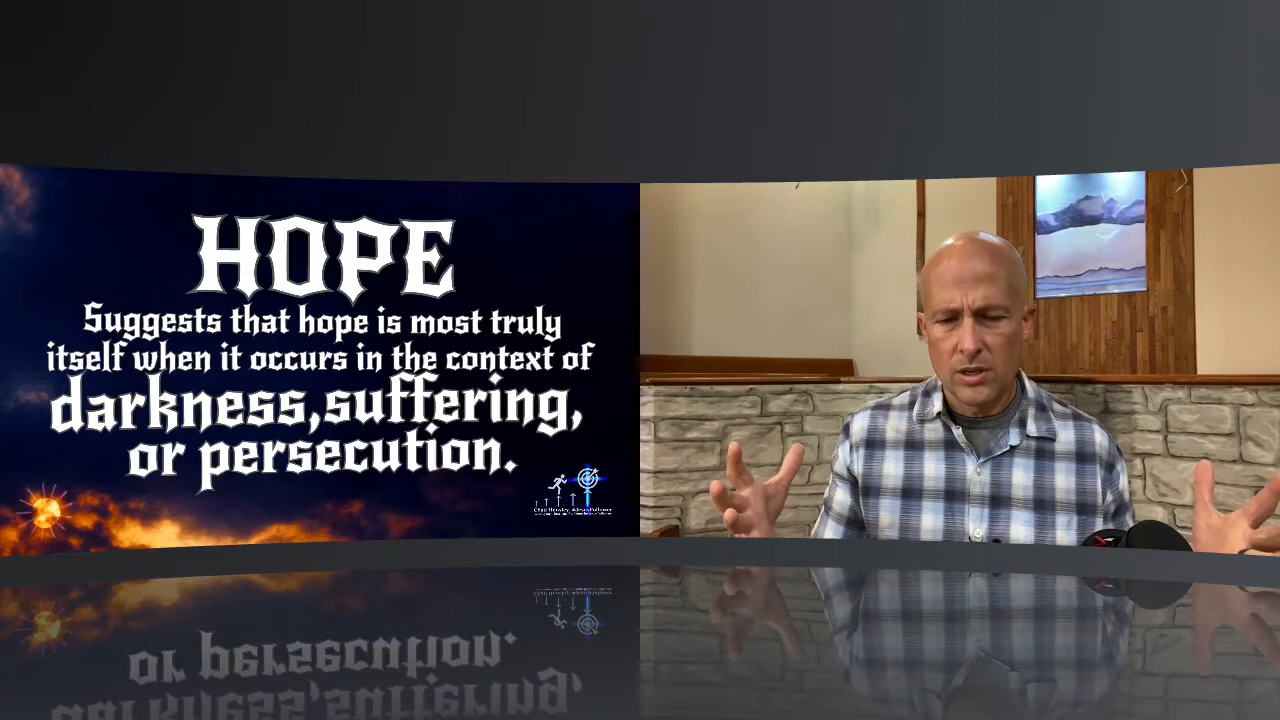 HOPE
Suggests that hope is most truly
itself when it occurs in the context of
darkness,suffering,
or persecution.